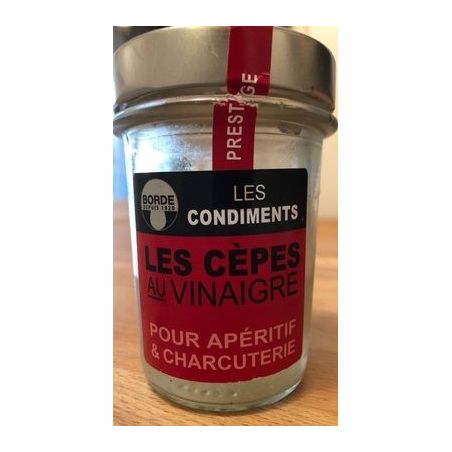 PRESTIGE
BORDE
DEPUIS 1920
LES
CONDIMENTS
LES CÈPES
AU VINAIGRE
POUR APÉRITIF
& CHARCUTERIE